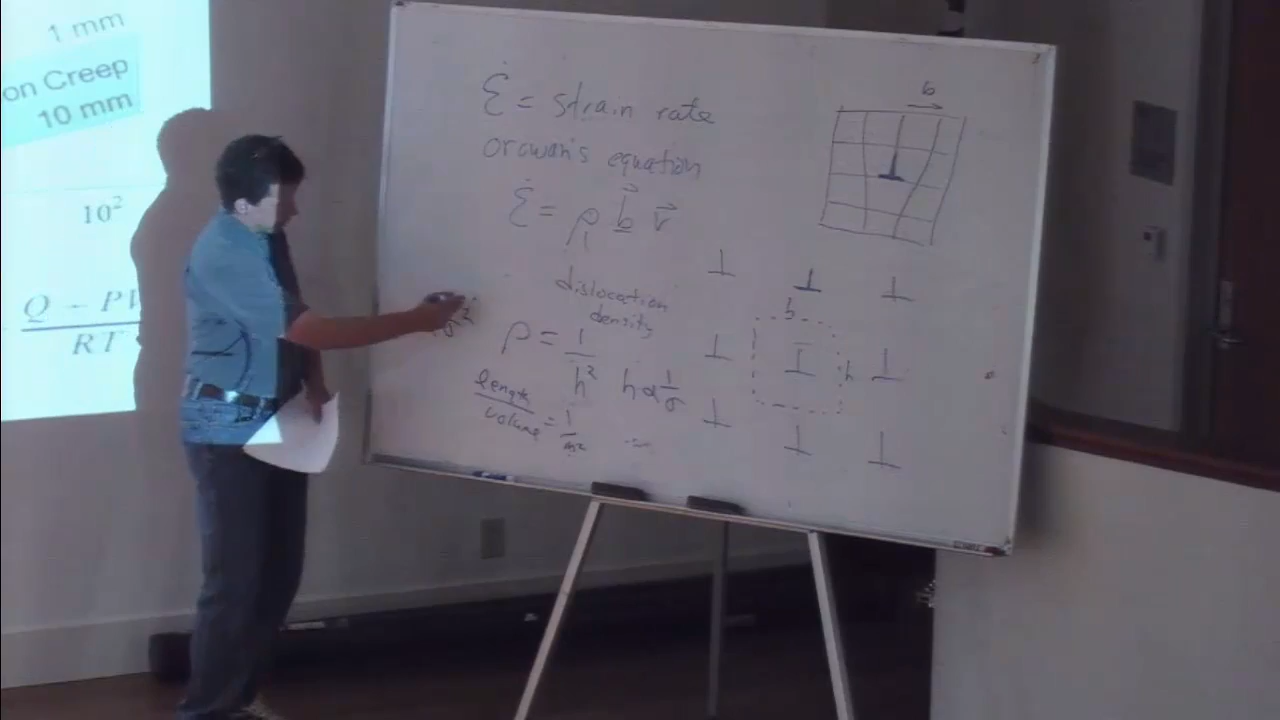 1 mm
on Creep
10 mm
10²
Q - PV
RT
ε̇ = strain rate
Orowan's equation
ε̇ = ρ b⃗ v⃗
dislocation
density
ρ = 1/h² h ∝ 1/σ
σ²
length/volume = 1/m²
b
h
h